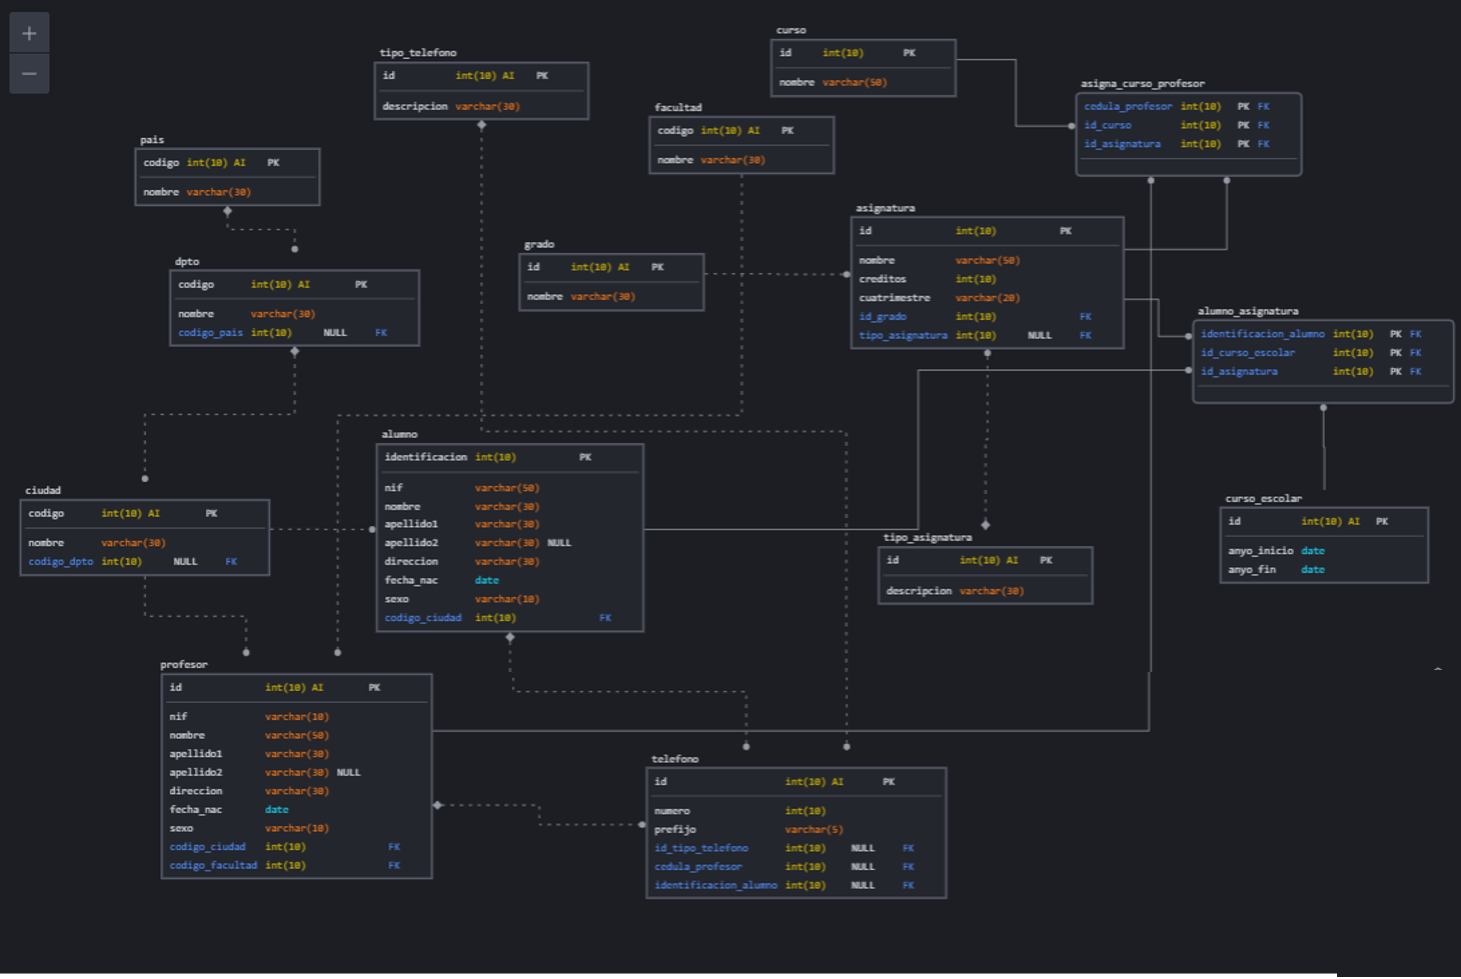 +
−
tipo_telefono
id int(10) AI PK
descripcion varchar(30)
curso
id int(10) PK
nombre varchar(50)
asigna_curso_profesor
cedula_profesor int(10) PK FK
id_curso int(10) PK FK
id_asignatura int(10) PK FK
facultad
codigo int(10) AI PK
nombre varchar(30)
pais
codigo int(10) AI PK
nombre varchar(30)
asignatura
id int(10) PK
nombre varchar(50)
creditos int(10)
cuatrimestre varchar(20)
id_grado int(10) FK
tipo_asignatura int(10) NULL FK
grado
id int(10) AI PK
nombre varchar(30)
dpto
codigo int(10) AI PK
nombre varchar(30)
codigo_pais int(10) NULL FK
alumno_asignatura
identificacion_alumno int(10) PK FK
id_curso_escolar int(10) PK FK
id_asignatura int(10) PK FK
alumno
identificacion int(10) PK
nif varchar(50)
nombre varchar(30)
apellido1 varchar(30)
apellido2 varchar(30) NULL
direccion varchar(30)
fecha_nac date
sexo varchar(10)
codigo_ciudad int(10) FK
ciudad
codigo int(10) AI PK
nombre varchar(30)
codigo_dpto int(10) NULL FK
curso_escolar
id int(10) AI PK
anyo_inicio date
anyo_fin date
tipo_asignatura
id int(10) AI PK
descripcion varchar(30)
profesor
id int(10) AI PK
nif varchar(10)
nombre varchar(50)
apellido1 varchar(30)
apellido2 varchar(30) NULL
direccion varchar(30)
fecha_nac date
sexo varchar(10)
codigo_ciudad int(10) FK
codigo_facultad int(10) FK
telefono
id int(10) AI PK
numero int(10)
prefijo varchar(5)
id_tipo_telefono int(10) NULL FK
cedula_profesor int(10) NULL FK
identificacion_alumno int(10) NULL FK